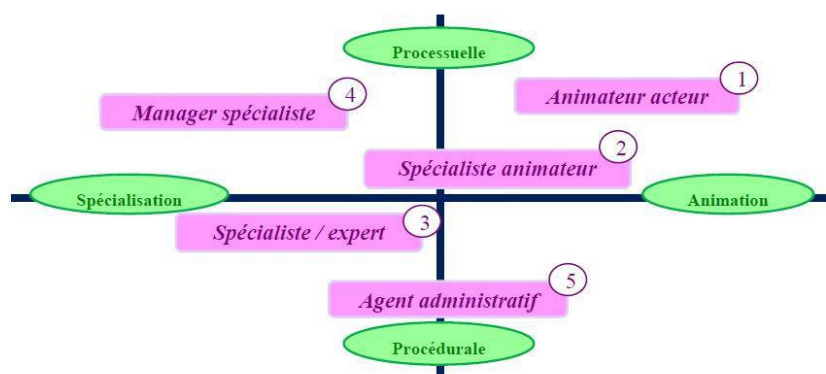 Processuelle
1
Animateur acteur
4
Manager spécialiste
2
Spécialiste animateur
Spécialisation
Animation
3
Spécialiste / expert
5
Agent administratif
Procédurale